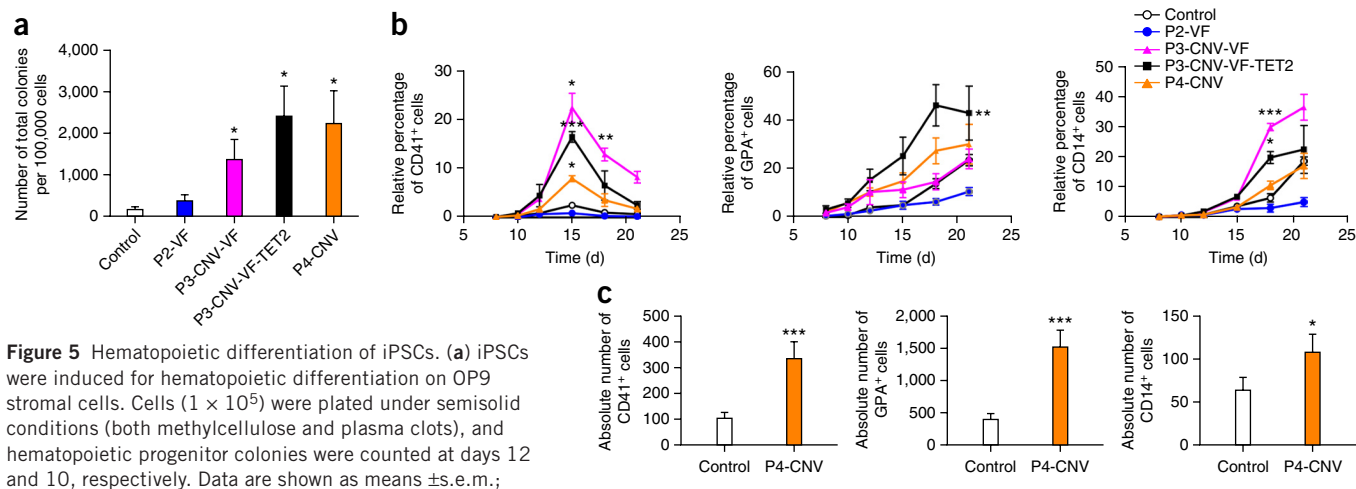 a
Number of total colonies
per 100,000 cells
4,000
3,000
2,000
1,000
0
*
*
*
Control
P2-VF
P3-CNV-VF
P3-CNV-VF-TET2
P4-CNV
b
Relative percentage
of CD41+ cells
30
20
10
0
*
***
**
*
5 10 15 20 25
Time (d)
Relative percentage
of GPA+ cells
60
40
20
0
**
5 10 15 20 25
Time (d)
Control
P2-VF
P3-CNV-VF
P3-CNV-VF-TET2
P4-CNV
Relative percentage
of CD14+ cells
50
40
30
20
10
0
***
*
5 10 15 20 25
Time (d)
c
Absolute number of
CD41+ cells
500
400
300
200
100
0
***
Control P4-CNV
Absolute number of
GPA+ cells
2,000
1,500
1,000
500
0
***
Control P4-CNV
Absolute number of
CD14+ cells
150
100
50
0
*
Control P4-CNV
Figure 5 Hematopoietic differentiation of iPSCs. (a) iPSCs
were induced for hematopoietic differentiation on OP9
stromal cells. Cells (1 × 10⁵) were plated under semisolid
conditions (both methylcellulose and plasma clots), and
hematopoietic progenitor colonies were counted at days 12
and 10, respectively. Data are shown as means ±s.e.m.;